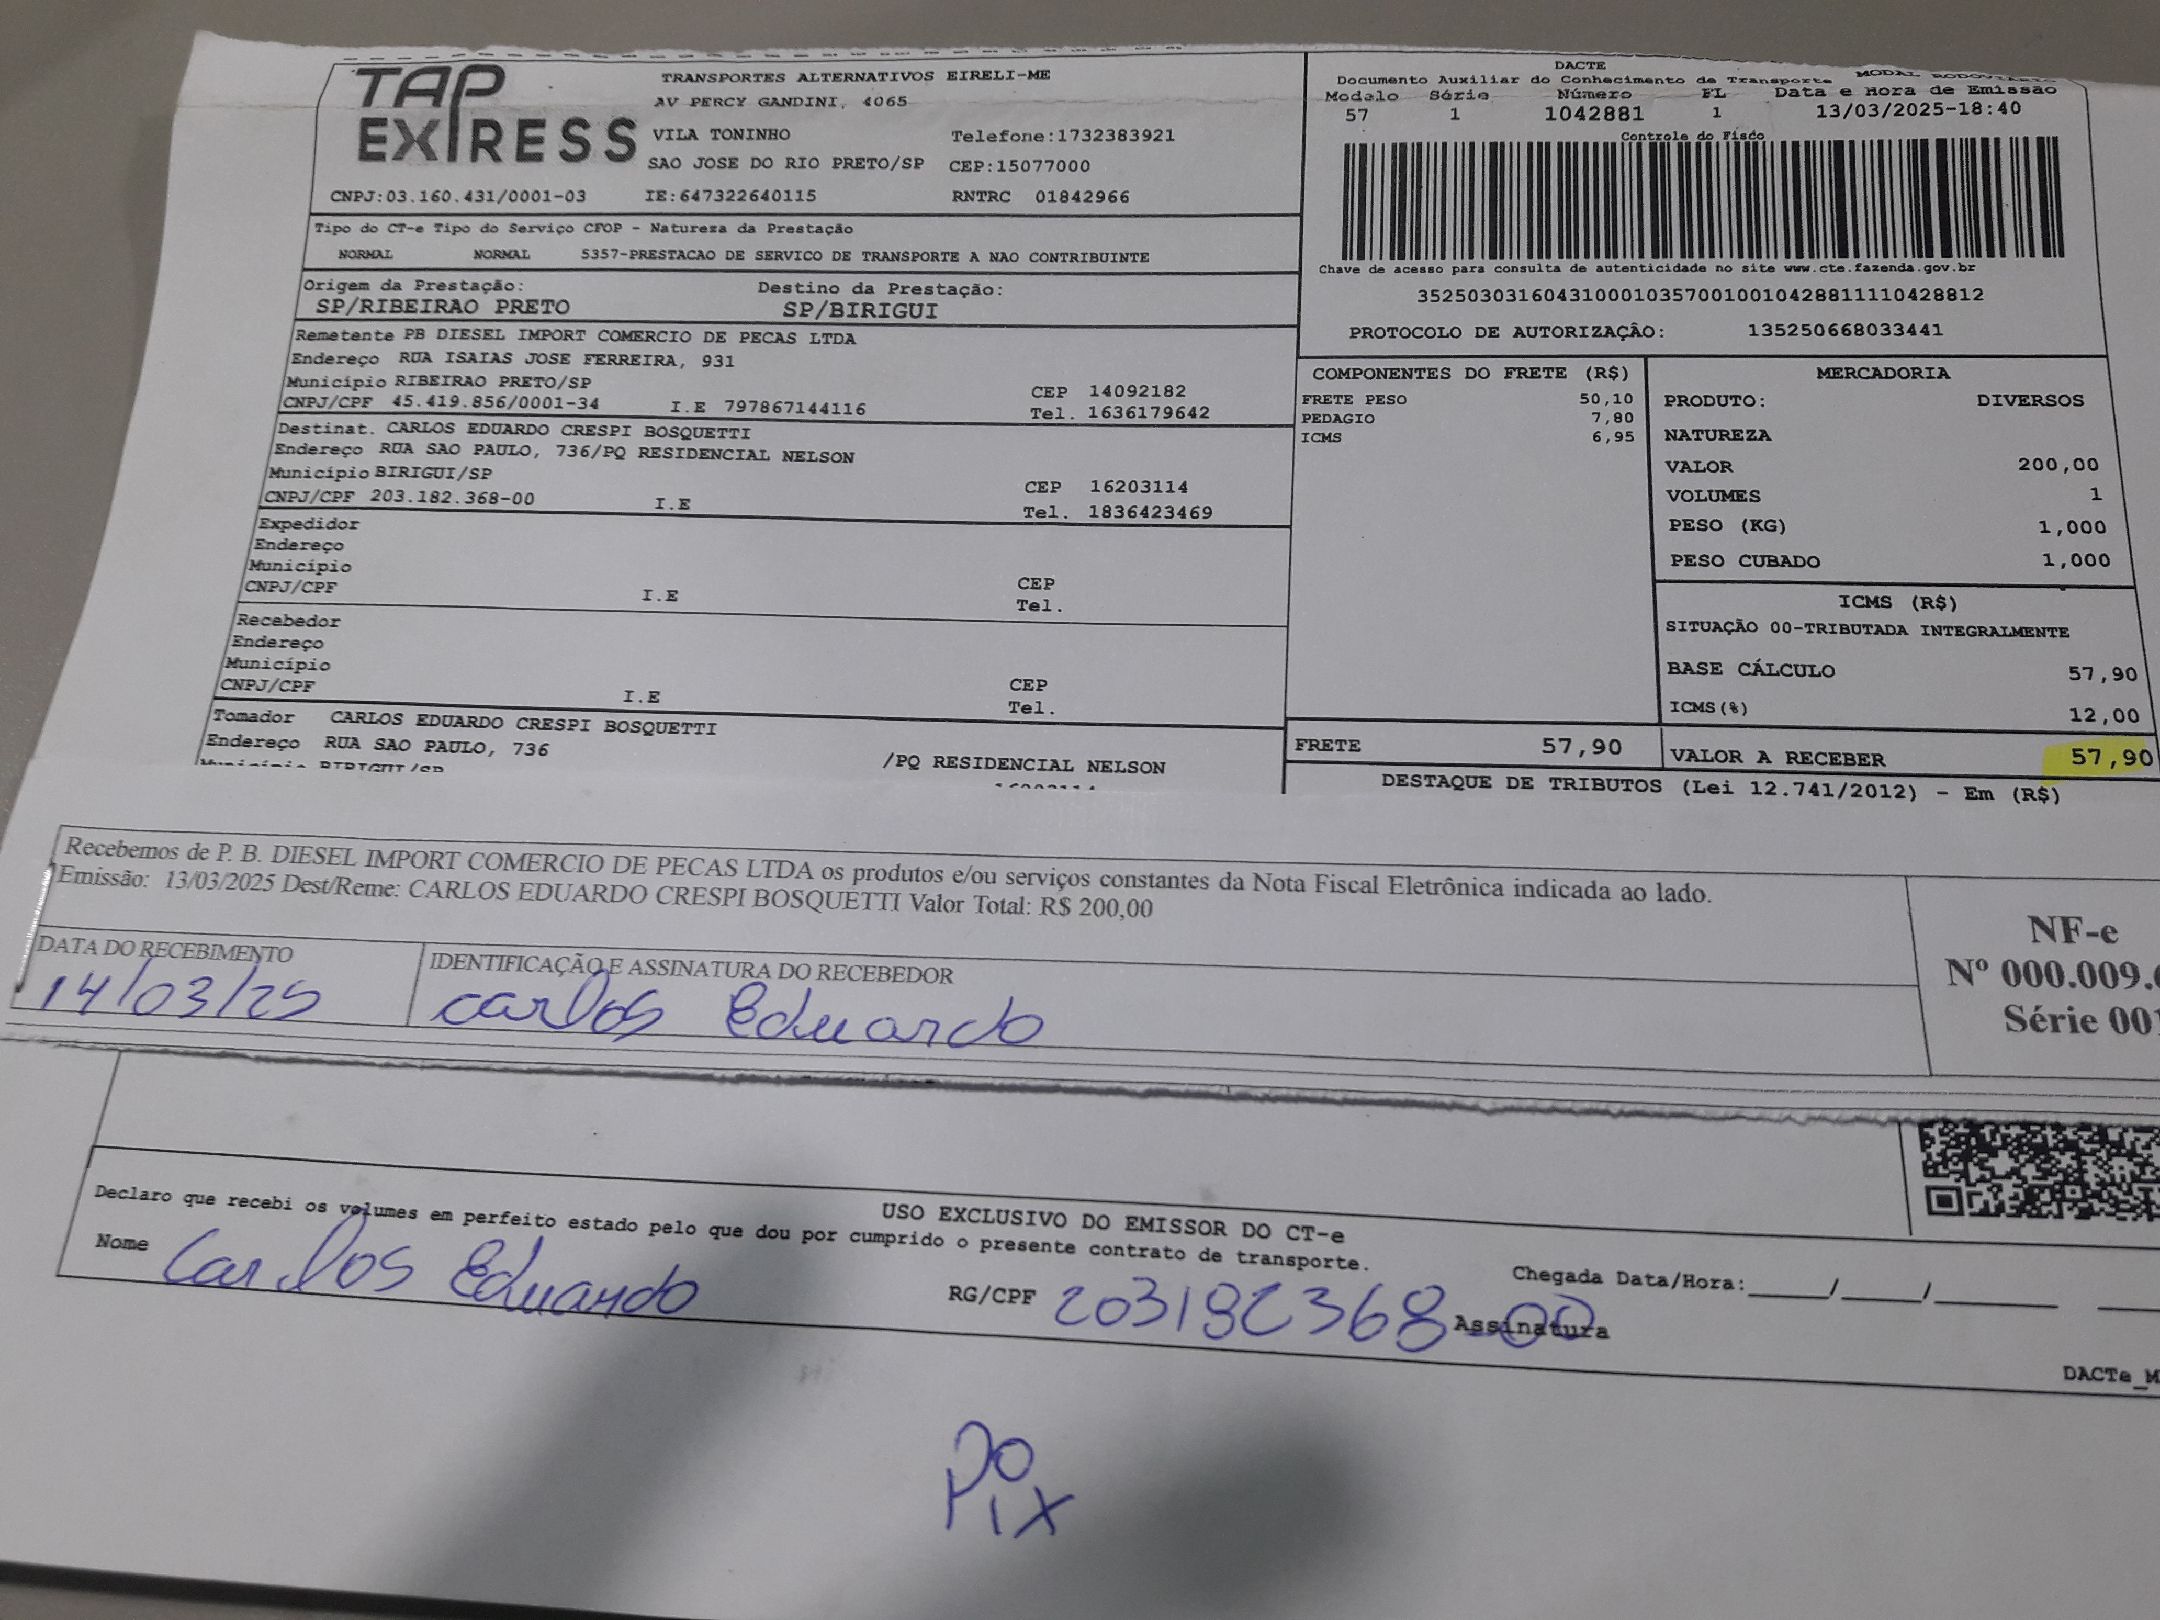 TAP EXPRESS
TRANSPORTES ALTERNATIVOS EIRELI-ME
AV PERCY GANDINI, 4065
VILA TONINHO Telefone:1732383921
SAO JOSE DO RIO PRETO/SP CEP:15077000
CNPJ:03.160.431/0001-03 IE:647322640115 RNTRC 01842966
DACTE
Documento Auxiliar do Conhecimento de Transporte MODAL RODOVIARIO
Modelo Série Número FL Data e Hora de Emissão
57 1 1042881 1 13/03/2025-18:40
Controle do Fisco
Chave de acesso para consulta de autenticidade no site www.cte.fazenda.gov.br
35250303160431000103570010010428811110428812
PROTOCOLO DE AUTORIZAÇÃO: 135250668033441
Tipo do CT-e Tipo do Serviço CFOP - Natureza da Prestação
NORMAL NORMAL 5357-PRESTACAO DE SERVICO DE TRANSPORTE A NAO CONTRIBUINTE
Origem da Prestação: Destino da Prestação:
SP/RIBEIRAO PRETO SP/BIRIGUI
Remetente PB DIESEL IMPORT COMERCIO DE PECAS LTDA
Endereço RUA ISAIAS JOSE FERREIRA, 931
Município RIBEIRAO PRETO/SP CEP 14092182
CNPJ/CPF 45.419.856/0001-34 I.E 797867144116 Tel. 1636179642
Destinat. CARLOS EDUARDO CRESPI BOSQUETTI
Endereço RUA SAO PAULO, 736/PQ RESIDENCIAL NELSON
Município BIRIGUI/SP CEP 16203114
CNPJ/CPF 203.182.368-00 I.E Tel. 1836423469
Expedidor
Endereço
Município CEP
CNPJ/CPF I.E Tel.
Recebedor
Endereço
Município CEP
CNPJ/CPF I.E Tel.
Tomador CARLOS EDUARDO CRESPI BOSQUETTI
Endereço RUA SAO PAULO, 736 /PQ RESIDENCIAL NELSON
Município BIRIGUI/SP
COMPONENTES DO FRETE (R$)
FRETE PESO 50,10
PEDAGIO 7,80
ICMS 6,95
MERCADORIA
PRODUTO: DIVERSOS
NATUREZA
VALOR 200,00
VOLUMES 1
PESO (KG) 1,000
PESO CUBADO 1,000
ICMS (R$)
SITUAÇÃO 00-TRIBUTADA INTEGRALMENTE
BASE CÁLCULO 57,90
ICMS(%) 12,00
FRETE 57,90 VALOR A RECEBER 57,90
DESTAQUE DE TRIBUTOS (Lei 12.741/2012) - Em (R$)
Recebemos de P. B. DIESEL IMPORT COMERCIO DE PECAS LTDA os produtos e/ou serviços constantes da Nota Fiscal Eletrônica indicada ao lado.
Emissão: 13/03/2025 Dest/Reme: CARLOS EDUARDO CRESPI BOSQUETTI Valor Total: R$ 200,00
DATA DO RECEBIMENTO IDENTIFICAÇÃO E ASSINATURA DO RECEBEDOR
14/03/25 Carlos Eduardo
NF-e
Nº 000.009.
Série 001
USO EXCLUSIVO DO EMISSOR DO CT-e
Declaro que recebi os volumes em perfeito estado pelo que dou por cumprido o presente contrato de transporte.
Nome Carlos Eduardo RG/CPF 203182368-00 Assinatura
Chegada Data/Hora:____/____/____
DACTe_M
PIX